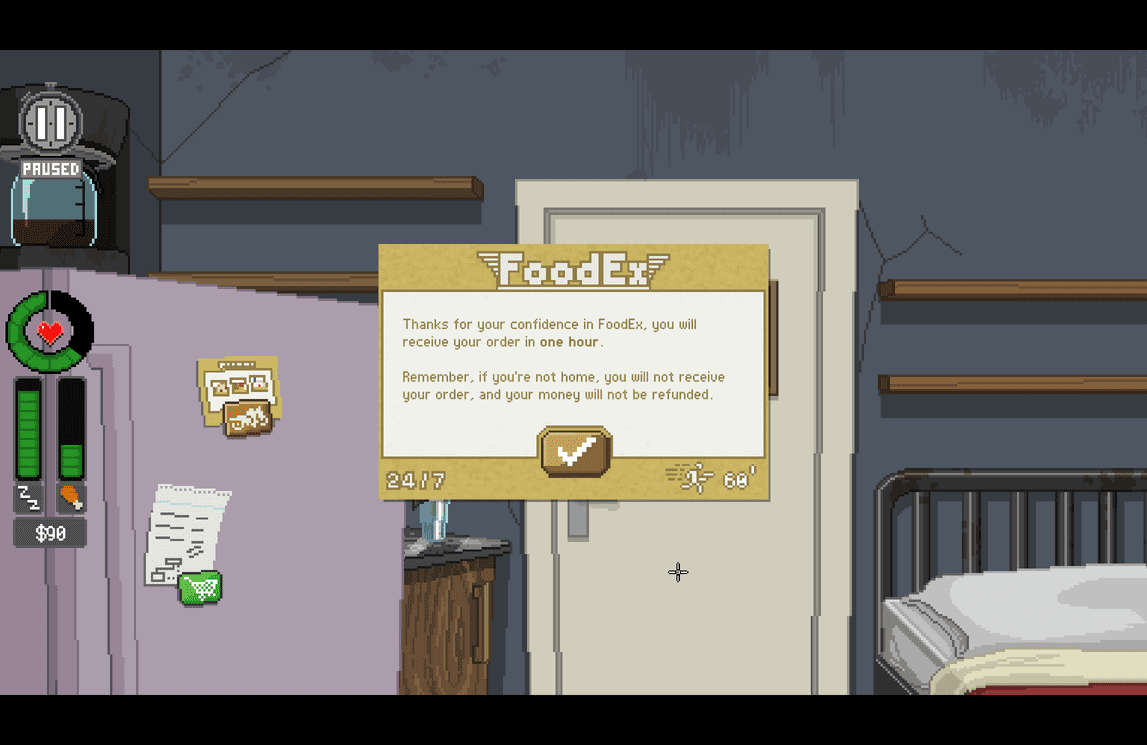 PAUSED
FoodEx
Thanks for your confidence in FoodEx, you will
receive your order in one hour.
Remember, if you're not home, you will not receive
your order, and your money will not be refunded.
24/7
60'
Z
Z
$90